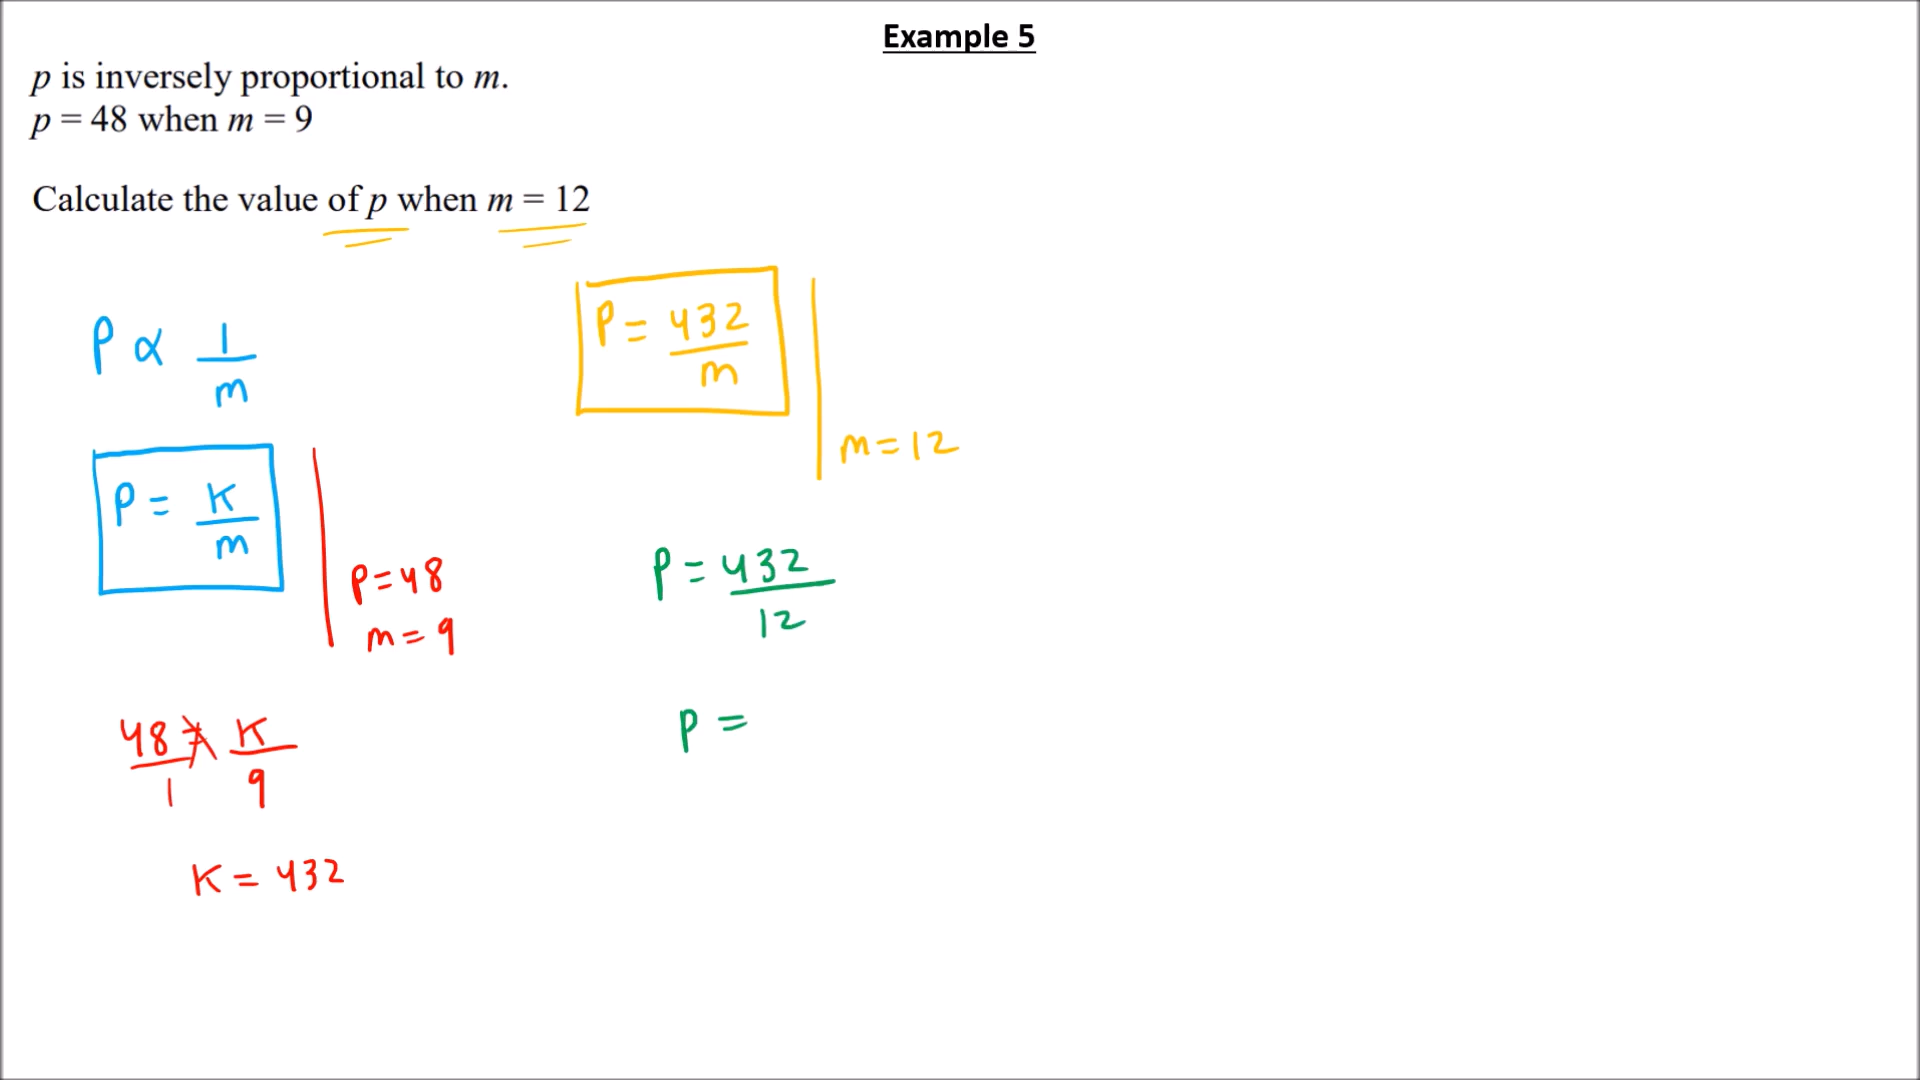 Example 5
p is inversely proportional to m.
p = 48 when m = 9
Calculate the value of p when m = 12
P ∝ 1/m
P = K/m
P = 48
m = 9
48/1 = K/9
K = 432
P = 432/m
m = 12
P = 432/12
P =